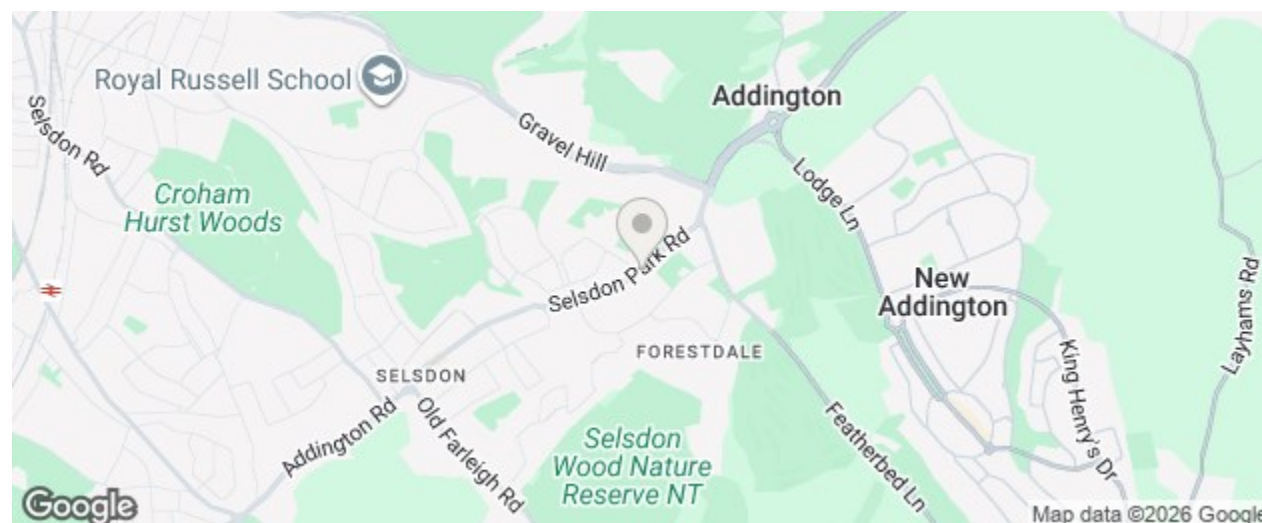 Royal Russell School
Addington
Selsdon Rd
Gravel Hill
Croham
Hurst Woods
Lodge Ln
Selsdon Park Rd
New
Addington
Layhams Rd
FORESTDALE
SELSDON
King Henry's Dr
Addington Rd
Old Farleigh Rd
Featherbed Ln
Selsdon
Wood Nature
Reserve NT
Google
Map data ©2026 Google